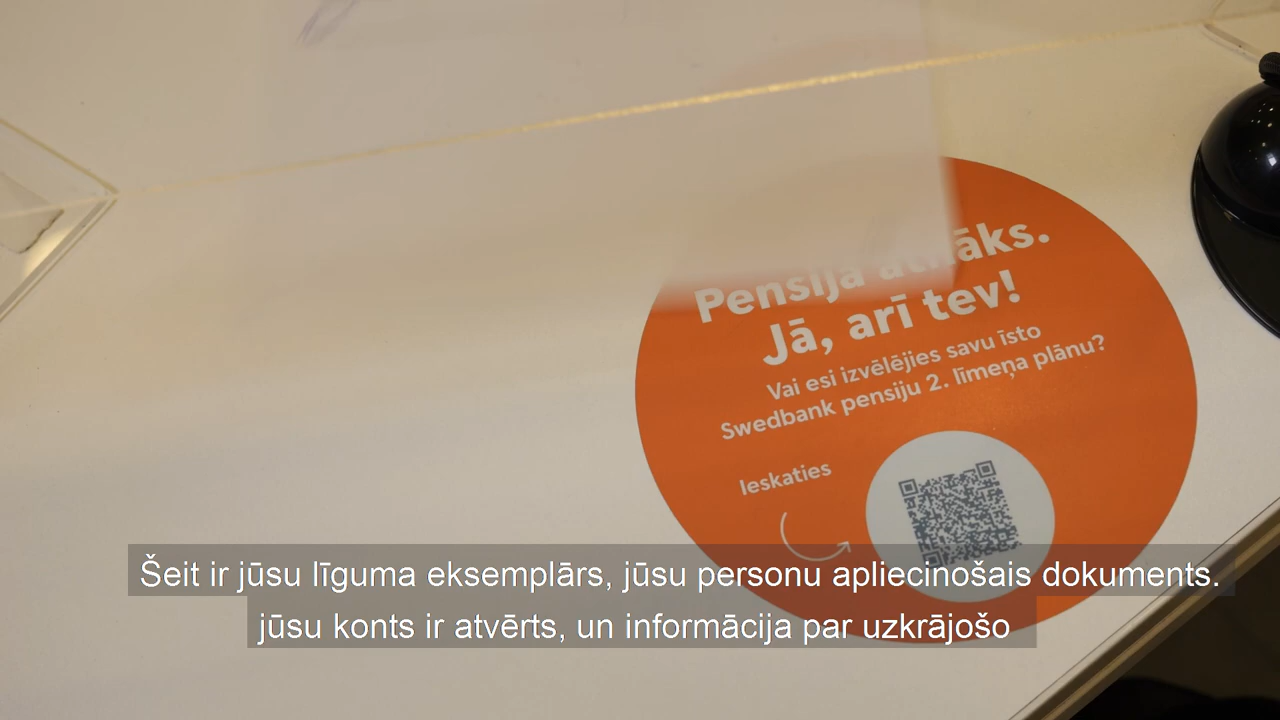 Pensija āks.
Jā, arī tev!
Vai esi izvēlējies savu īsto
Swedbank pensiju 2. līmeņa plānu?
Ieskaties
Šeit ir jūsu līguma eksemplārs, jūsu personu apliecinošais dokuments.
jūsu konts ir atvērts, un informācija par uzkrājošo